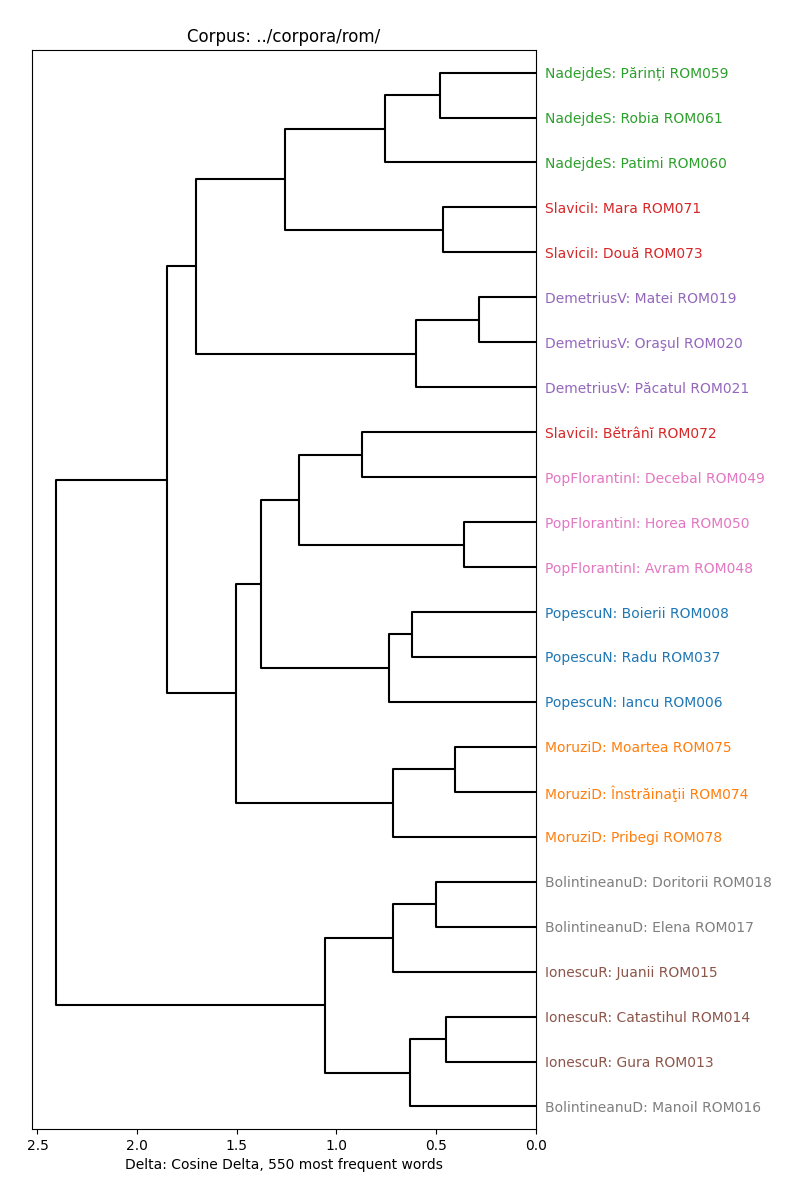 Corpus: ../corpora/rom/
NadejdeS: Părinți ROM059
NadejdeS: Robia ROM061
NadejdeS: Patimi ROM060
SlaviciI: Mara ROM071
SlaviciI: Două ROM073
DemetriusV: Matei ROM019
DemetriusV: Oraşul ROM020
DemetriusV: Păcatul ROM021
SlaviciI: Bĕtrânĭ ROM072
PopFlorantinI: Decebal ROM049
PopFlorantinI: Horea ROM050
PopFlorantinI: Avram ROM048
PopescuN: Boierii ROM008
PopescuN: Radu ROM037
PopescuN: Iancu ROM006
MoruziD: Moartea ROM075
MoruziD: Înstrăinaţii ROM074
MoruziD: Pribegi ROM078
BolintineanuD: Doritorii ROM018
BolintineanuD: Elena ROM017
IonescuR: Juanii ROM015
IonescuR: Catastihul ROM014
IonescuR: Gura ROM013
BolintineanuD: Manoil ROM016
2.5 2.0 1.5 1.0 0.5 0.0
Delta: Cosine Delta, 550 most frequent words